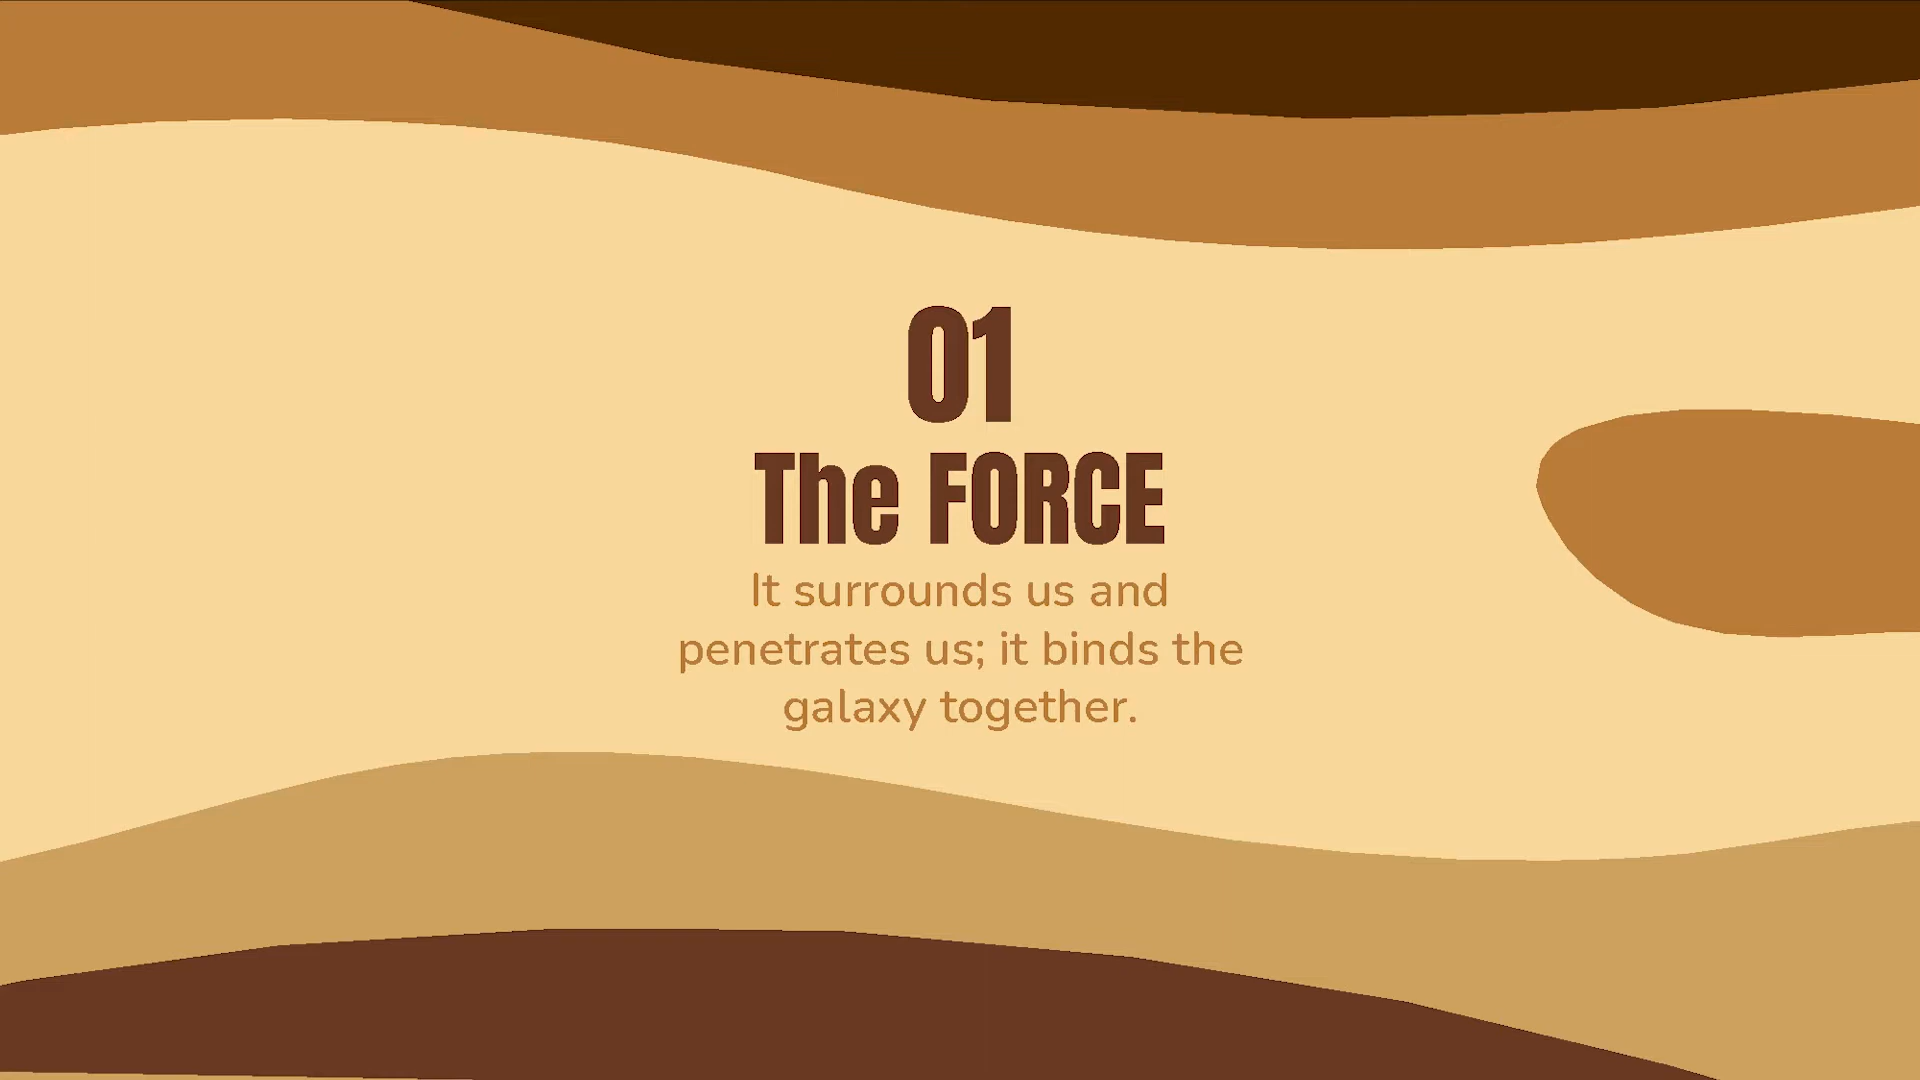 01
The FORCE
It surrounds us and
penetrates us; it binds the
galaxy together.